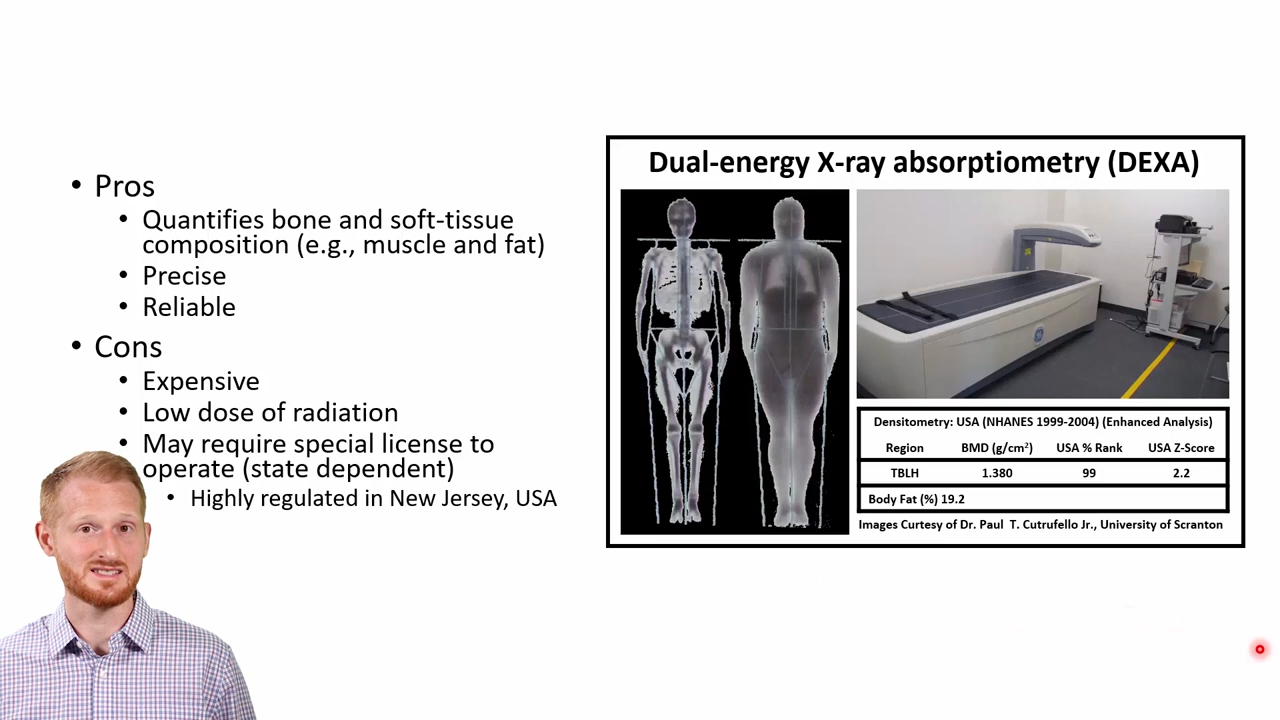 • Pros
• Quantifies bone and soft-tissue
composition (e.g., muscle and fat)
• Precise
• Reliable
• Cons
• Expensive
• Low dose of radiation
• May require special license to
operate (state dependent)
• Highly regulated in New Jersey, USA
Dual-energy X-ray absorptiometry (DEXA)
Densitometry: USA (NHANES 1999-2004) (Enhanced Analysis)
Region BMD (g/cm²) USA % Rank USA Z-Score
TBLH 1.380 99 2.2
Body Fat (%) 19.2
Images Curtesy of Dr. Paul T. Cutrufello Jr., University of Scranton